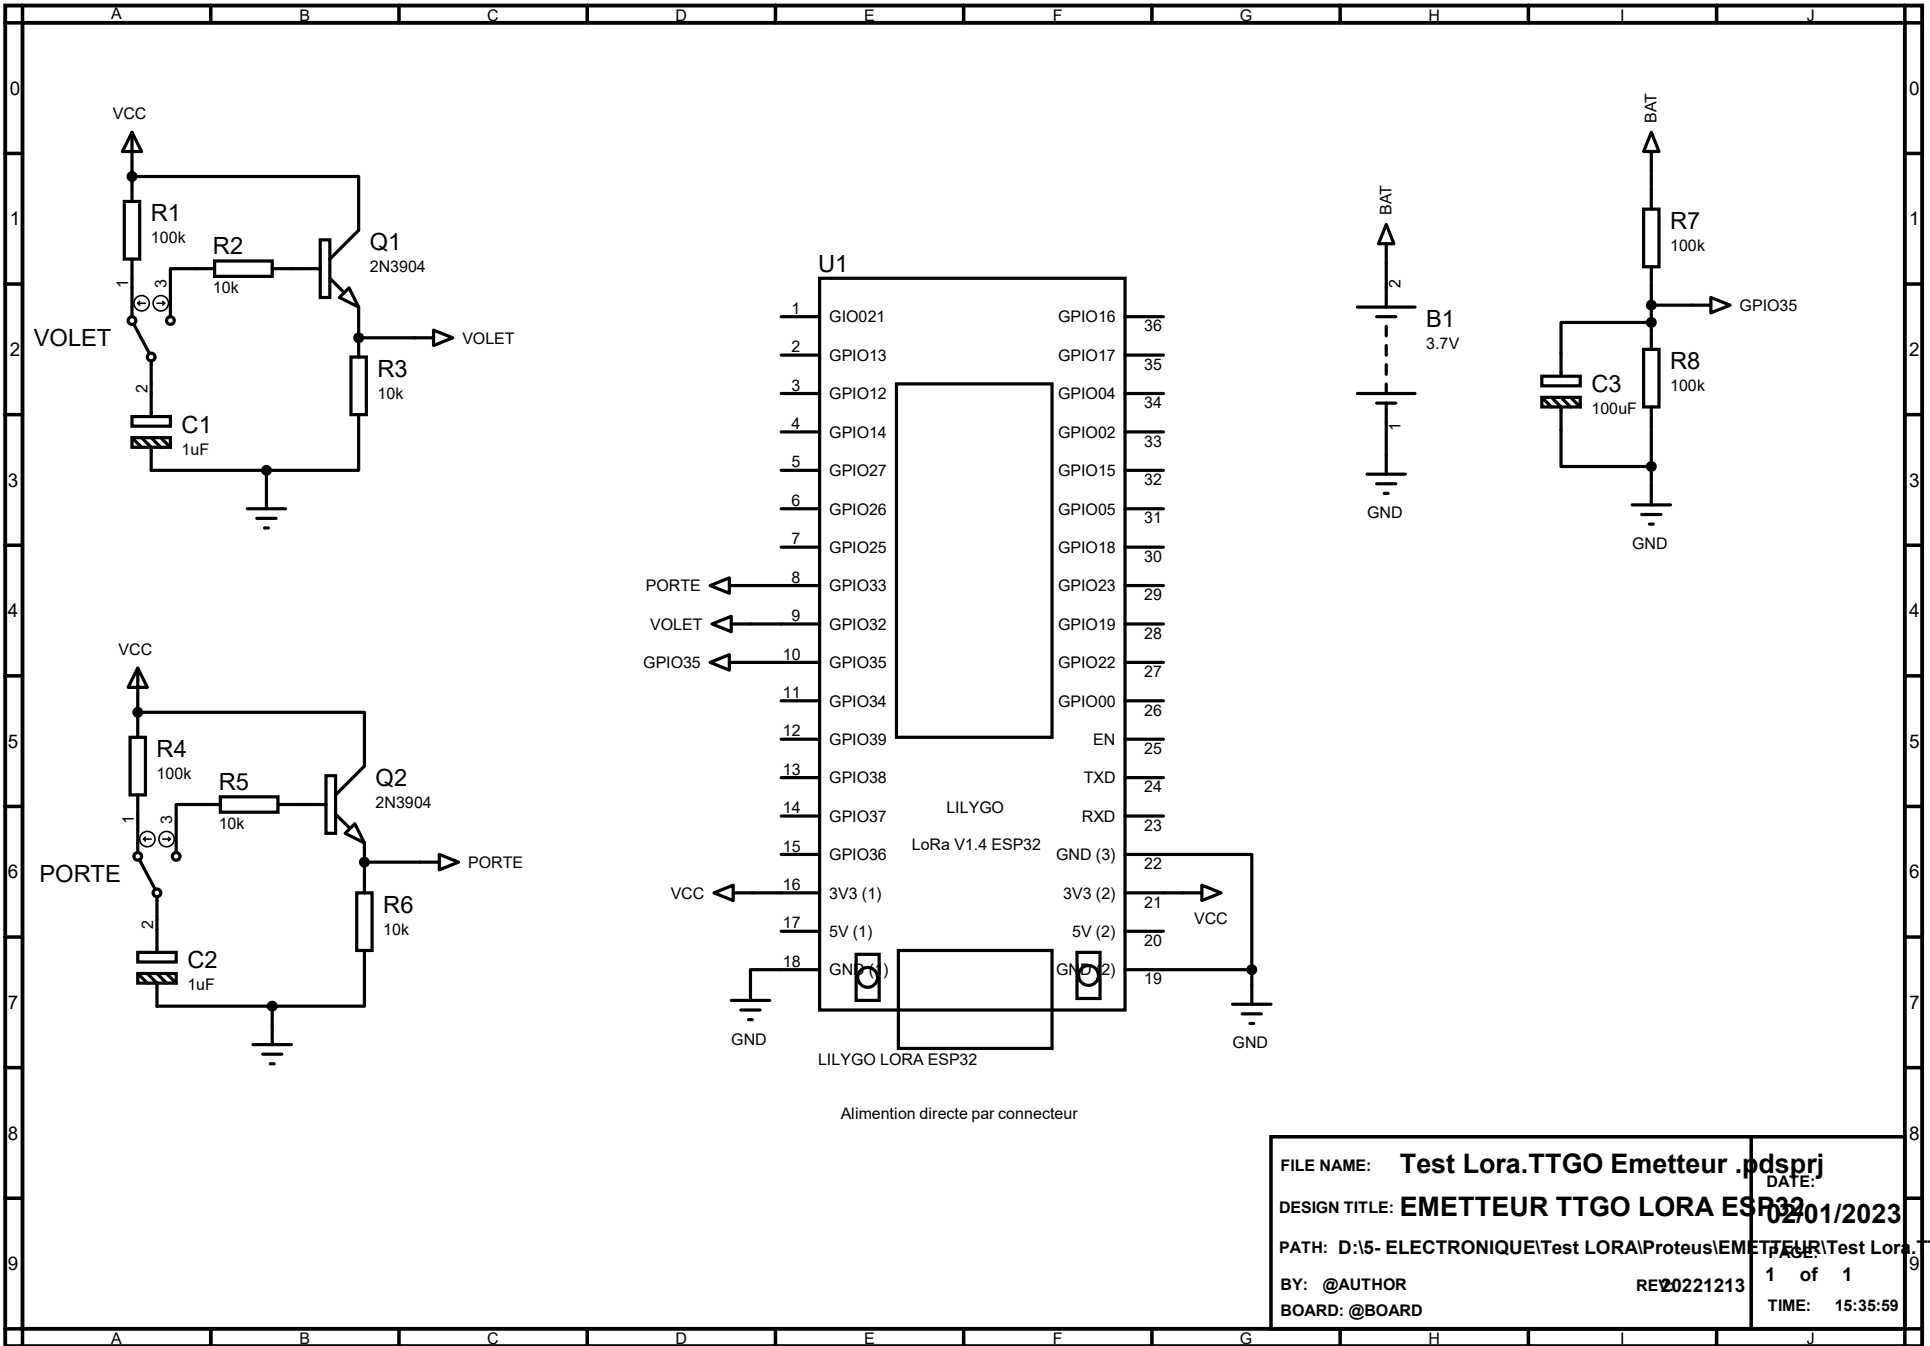 A B C D E F G H I J
0 0
1 1
2 2
3 3
4 4
5 5
6 6
7 7
8 8
9 9
VCC
R1
100k
R2
10k
Q1
2N3904
1
3
VOLET
VOLET
R3
10k
2
C1
1uF
VCC
R4
100k
R5
10k
Q2
2N3904
1
3
PORTE
PORTE
R6
10k
2
C2
1uF
U1
1 GIO021 GPIO16 36
2 GPIO13 GPIO17 35
3 GPIO12 GPIO04 34
4 GPIO14 GPIO02 33
5 GPIO27 GPIO15 32
6 GPIO26 GPIO05 31
7 GPIO25 GPIO18 30
PORTE 8 GPIO33 GPIO23 29
VOLET 9 GPIO32 GPIO19 28
GPIO35 10 GPIO35 GPIO22 27
11 GPIO34 GPIO00 26
12 GPIO39 EN 25
13 GPIO38 TXD 24
14 GPIO37 RXD 23
15 GPIO36 GND (3) 22
VCC 16 3V3 (1) 3V3 (2) 21 VCC
17 5V (1) 5V (2) 20
18 GND (1) GND (2) 19
LILYGO
LoRa V1.4 ESP32
GND
GND
LILYGO LORA ESP32
Alimention directe par connecteur
BAT
2
B1
3.7V
1
GND
BAT
R7
100k
GPIO35
R8
100k
C3
100uF
GND
FILE NAME: Test Lora.TTGO Emetteur .pdsprj
DATE:
DESIGN TITLE: EMETTEUR TTGO LORA ESP32
02/01/2023
PATH: D:\5- ELECTRONIQUE\Test LORA\Proteus\EMETTEUR\Test Lora.T
PAGE:
BY: @AUTHOR REV: 20221213
1 of 1
BOARD: @BOARD
TIME: 15:35:59
A B C D E F G H I J